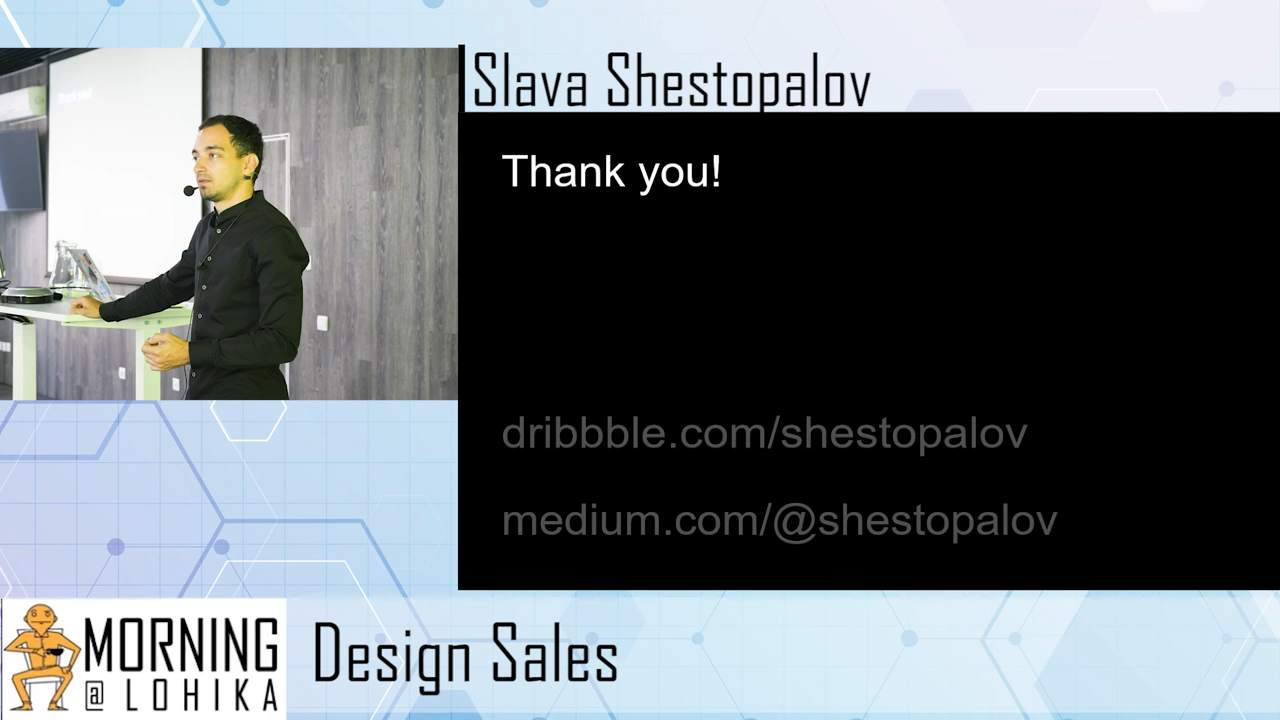 Slava Shestopalov
Thank you!
dribbble.com/shestopalov
medium.com/@shestopalov
MORNING
@ LOHIKA
Design Sales